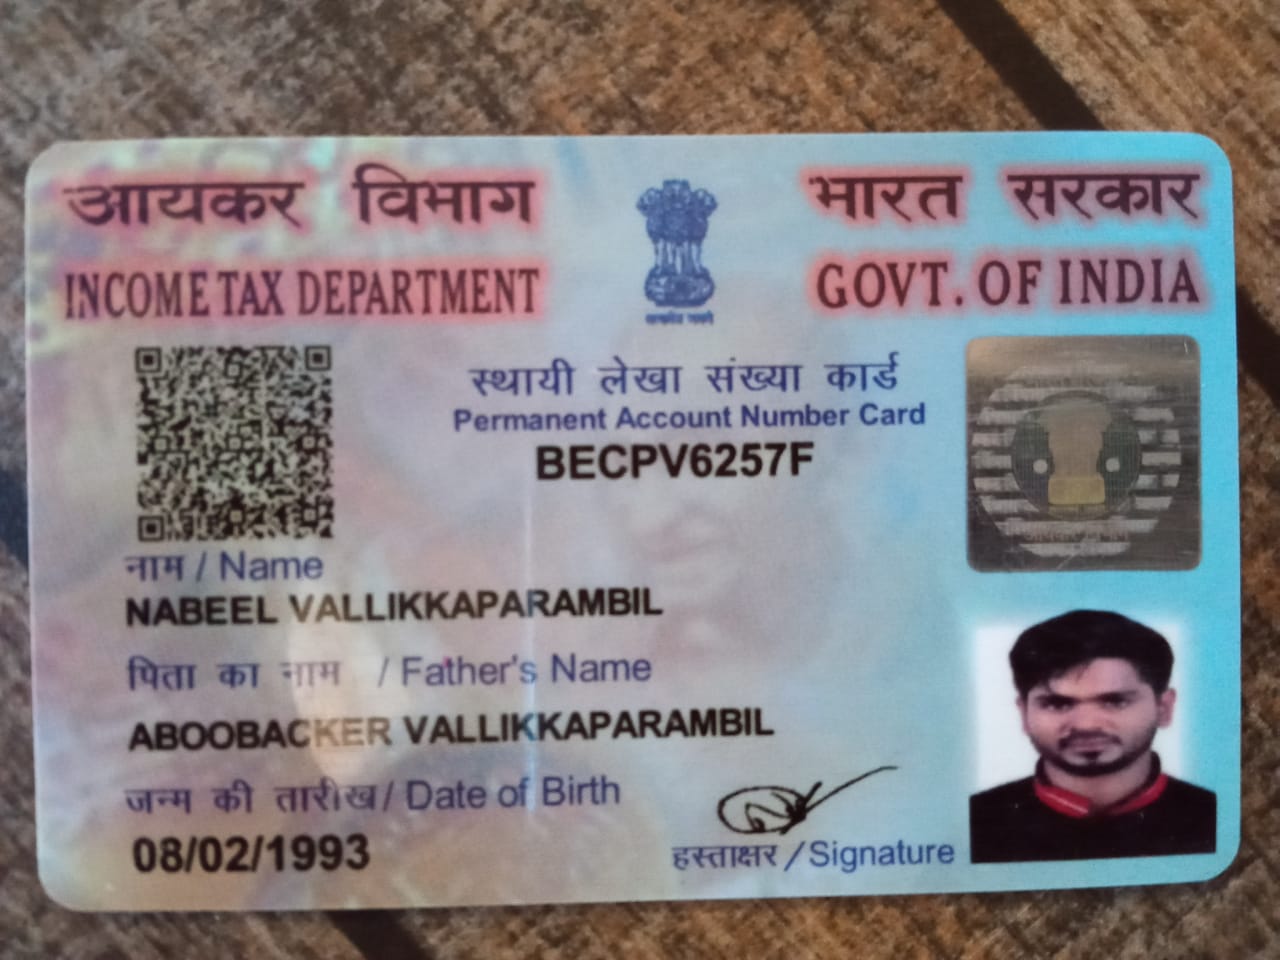 आयकर विभाग
INCOME TAX DEPARTMENT
भारत सरकार
GOVT. OF INDIA
सत्यमेव जयते
स्थायी लेखा संख्या कार्ड
Permanent Account Number Card
BECPV6257F
नाम / Name
NABEEL VALLIKKAPARAMBIL
पिता का नाम / Father's Name
ABOOBACKER VALLIKKAPARAMBIL
जन्म की तारीख / Date of Birth
08/02/1993
हस्ताक्षर / Signature